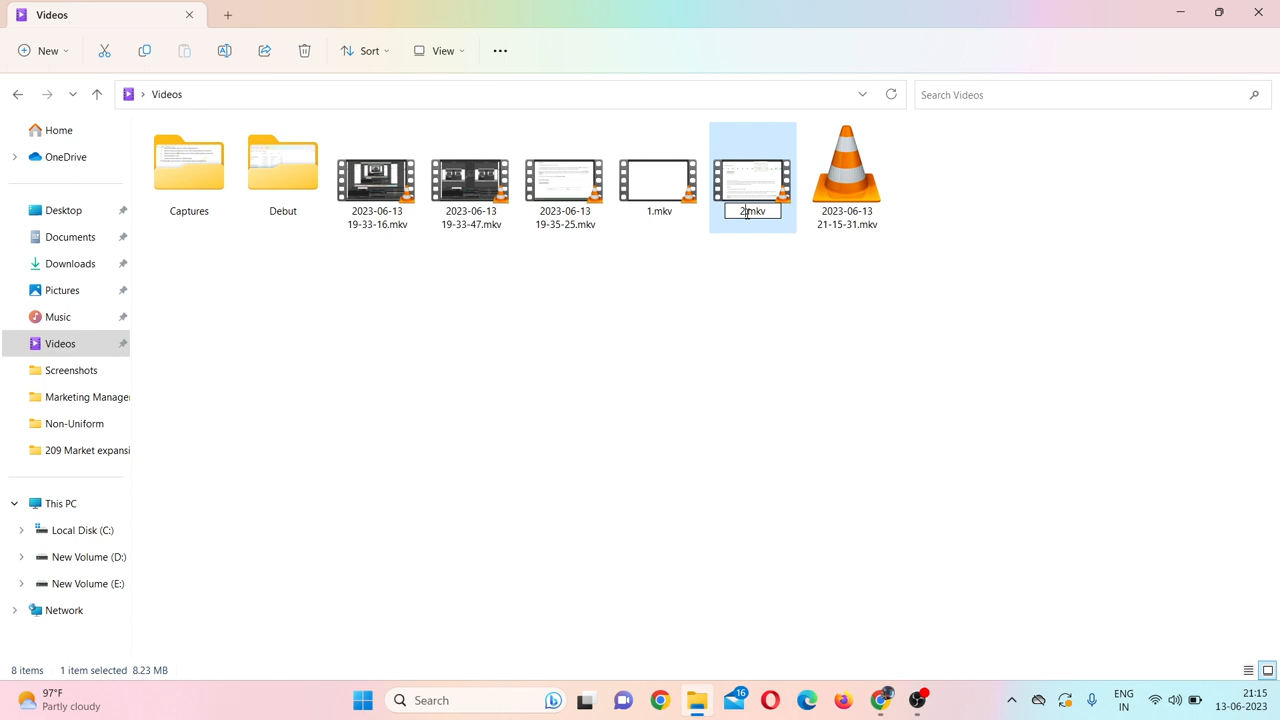 Videos
New
Sort
View
Videos
Search Videos
Home
OneDrive
Desktop
Documents
Downloads
Pictures
Music
Videos
Screenshots
Marketing Manager
Non-Uniform
209 Market expansi
This PC
Local Disk (C:)
New Volume (D:)
New Volume (E:)
Network
Captures
Debut
2023-06-13
19-33-16.mkv
2023-06-13
19-33-47.mkv
2023-06-13
19-35-25.mkv
1.mkv
2.mkv
2023-06-13
21-15-31.mkv
8 items
1 item selected 8.23 MB
97°F
Partly cloudy
Search
16
ENG
IN
21:15
13-06-2023